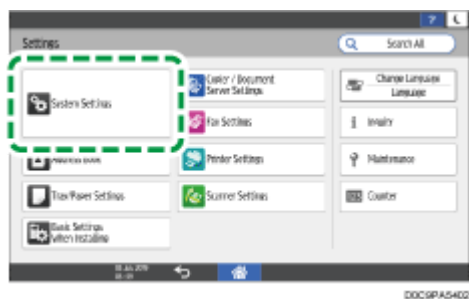 ?
Settings
Search All
System Settings
Copier / Document
Server Settings
Change Language
Language
Fax Settings
Inquiry
Address Book
Printer Settings
Maintenance
Tray/Paper Settings
Scanner Settings
Counter
Basic Settings
When Installing
D0C9PA5402